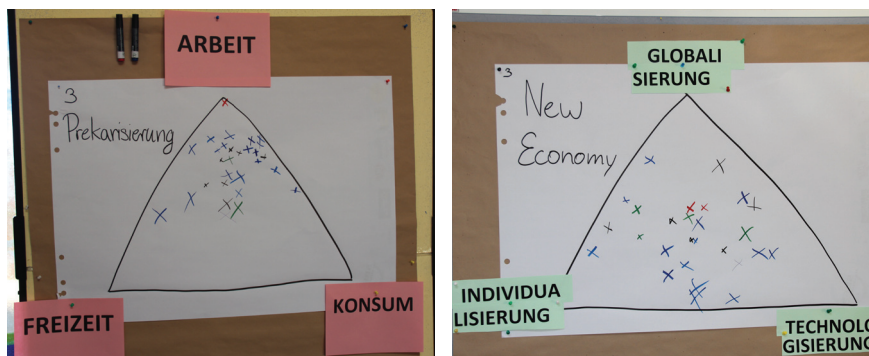 ARBEIT
3
Prekarisierung
FREIZEIT
KONSUM
GLOBALI
SIERUNG
3
New
Economy
INDIVIDUA
LISIERUNG
TECHNOLO
GISIERUNG